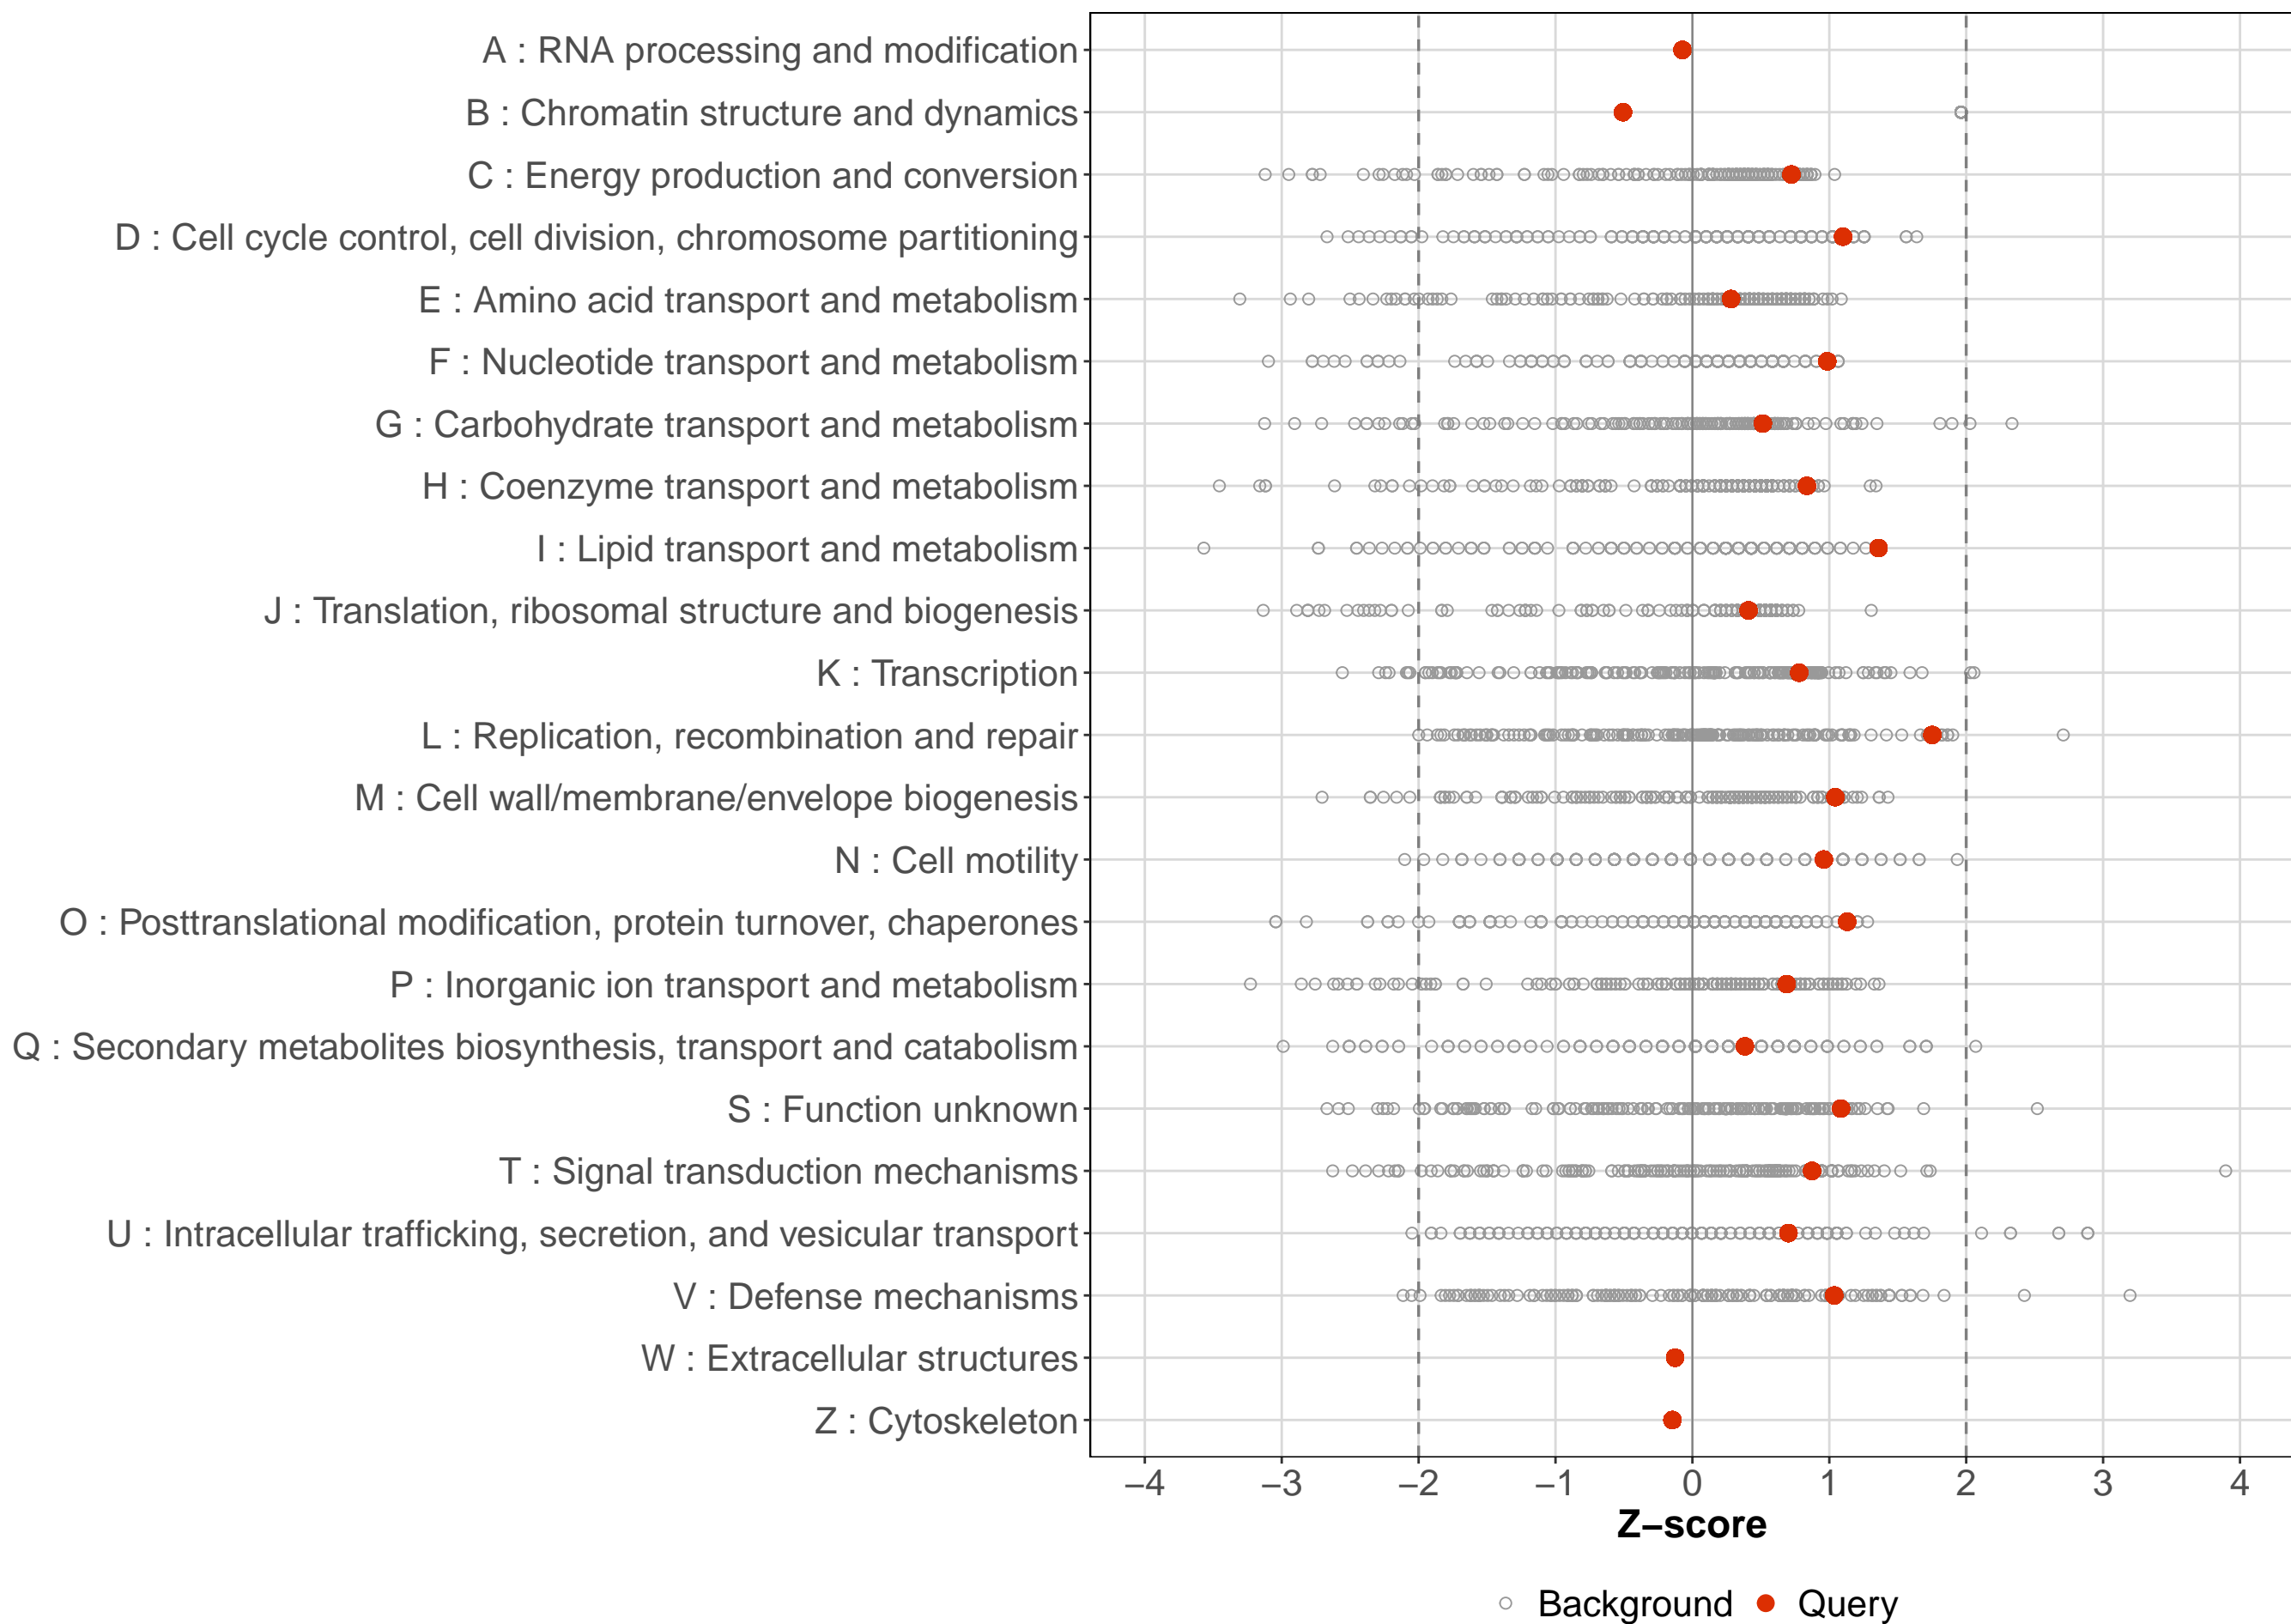 A : RNA processing and modification
B : Chromatin structure and dynamics
C : Energy production and conversion
D : Cell cycle control, cell division, chromosome partitioning
E : Amino acid transport and metabolism
F : Nucleotide transport and metabolism
G : Carbohydrate transport and metabolism
H : Coenzyme transport and metabolism
I : Lipid transport and metabolism
J : Translation, ribosomal structure and biogenesis
K : Transcription
L : Replication, recombination and repair
M : Cell wall/membrane/envelope biogenesis
N : Cell motility
O : Posttranslational modification, protein turnover, chaperones
P : Inorganic ion transport and metabolism
Q : Secondary metabolites biosynthesis, transport and catabolism
S : Function unknown
T : Signal transduction mechanisms
U : Intracellular trafficking, secretion, and vesicular transport
V : Defense mechanisms
W : Extracellular structures
Z : Cytoskeleton
−4 −3 −2 −1 0 1 2 3 4
Z−score
Background Query